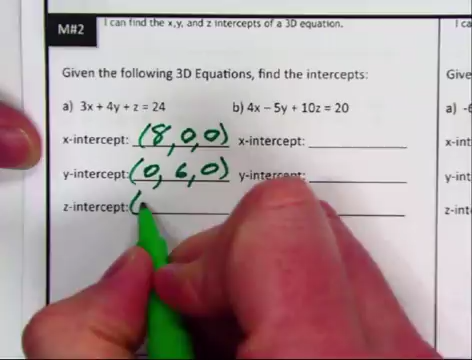 I can find the x,y, and z intercepts of a 3D equation.
M#2
Given the following 3D Equations, find the intercepts:
a) 3x + 4y + z = 24
b) 4x − 5y + 10z = 20
x-intercept: (8,0,0) x-intercept:
y-intercept: (0, 6, 0) y-intercept:
z-intercept: (
I ca
Give
a) -6
x-int
y-int
z-int